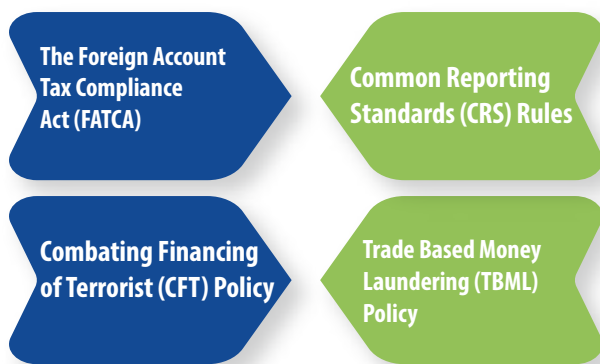 The Foreign Account
Tax Compliance
Act (FATCA)
Common Reporting
Standards (CRS) Rules
Combating Financing
of Terrorist (CFT) Policy
Trade Based Money
Laundering (TBML)
Policy